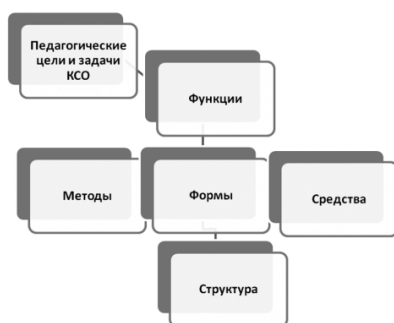 Педагогические
цели и задачи
КСО
Функции
Методы
Формы
Средства
Структура